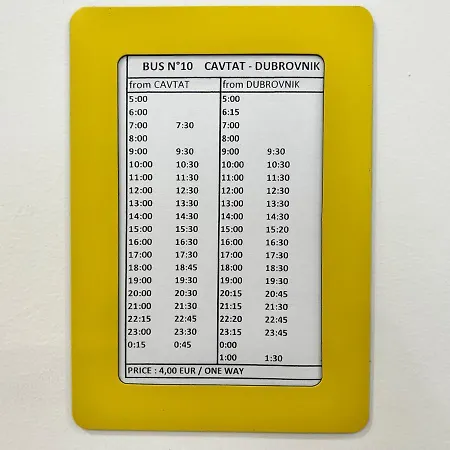 BUS N°10 CAVTAT - DUBROVNIK
from CAVTAT from DUBROVNIK
5:00 5:00
6:00 6:15
7:00 7:30 7:00
8:00 8:00
9:00 9:30 9:00 9:30
10:00 10:30 10:00 10:30
11:00 11:30 11:00 11:30
12:00 12:30 12:00 12:30
13:00 13:30 13:00 13:30
14:00 14:30 14:00 14:30
15:00 15:30 15:00 15:20
16:00 16:30 16:00 16:30
17:00 17:30 17:00 17:30
18:00 18:45 18:00 18:30
19:00 19:30 19:00 19:30
20:00 20:30 20:15 20:45
21:00 21:30 21:15 21:30
22:15 22:45 22:20 22:45
23:00 23:30 23:15 23:45
0:15 0:45 0:00
1:00 1:30
PRICE : 4,00 EUR / ONE WAY